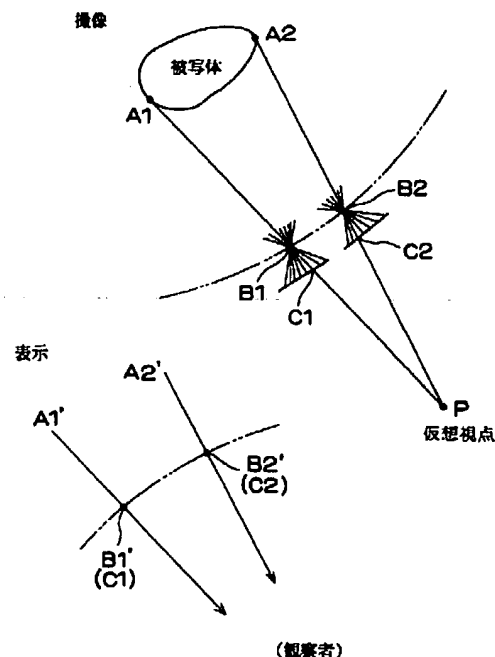 撮像
A2
被写体
A1
B2
C2
B1
C1
P
仮想視点
表示
A2'
A1'
B2'
(C2)
B1'
(C1)
(観察者)